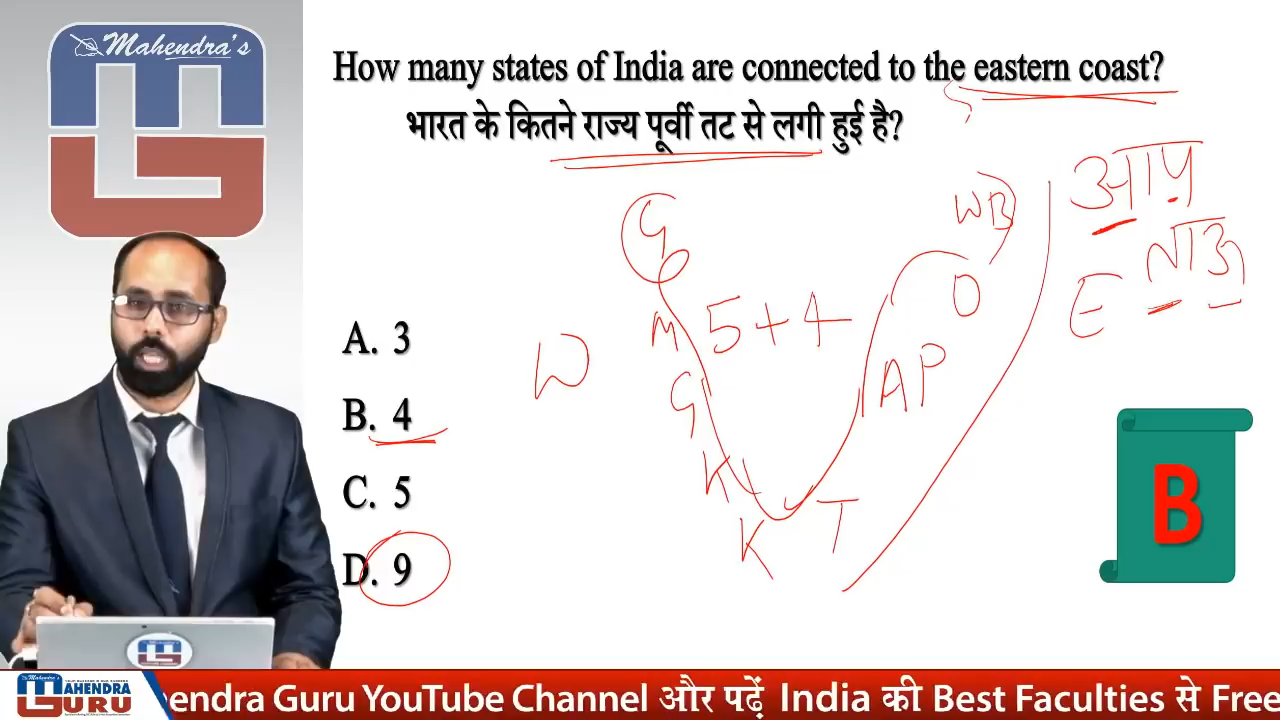 Mahendra's
How many states of India are connected to the eastern coast?
भारत के कितने राज्य पूर्वी तट से लगी हुई है?
A. 3
B. 4
C. 5
D. 9
G
M
G
K
K
T
AP
O
WB
5+4
W
E
B
MAHENDRA
GURU
hendra Guru YouTube Channel और पढ़ें India की Best Faculties से Free